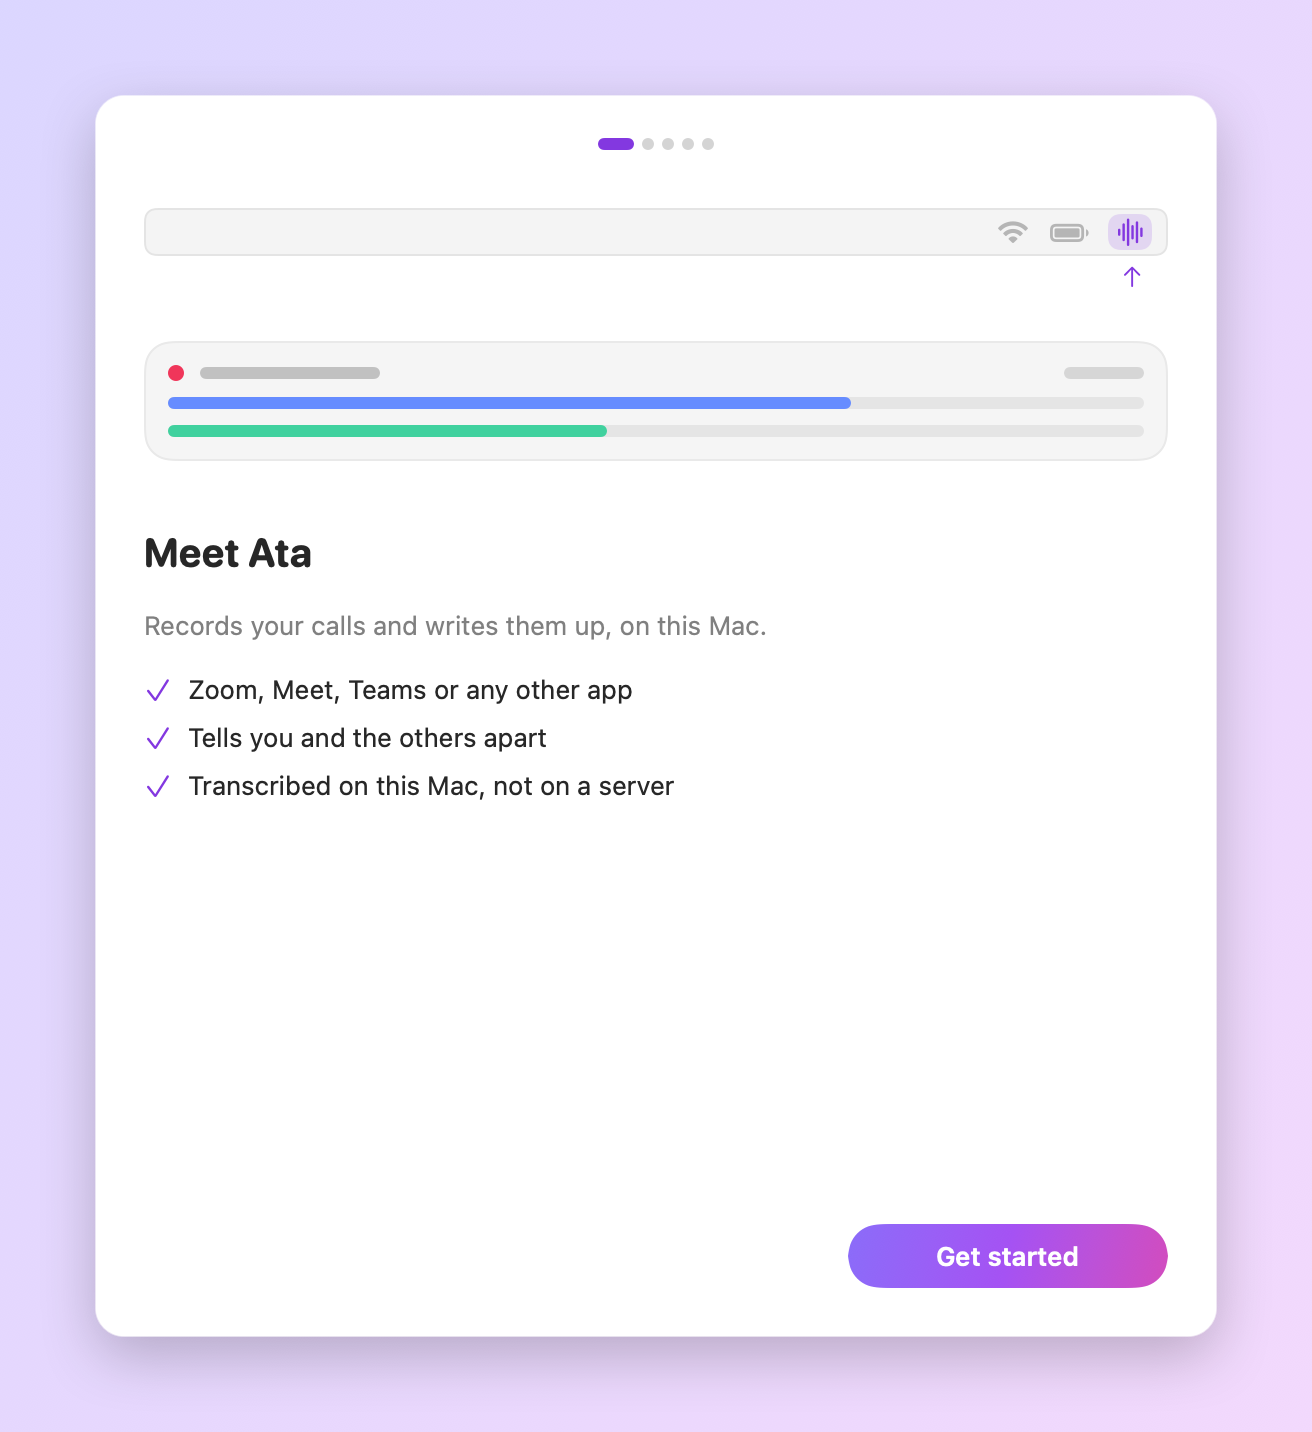 Meet Ata
Records your calls and writes them up, on this Mac.
Zoom, Meet, Teams or any other app
Tells you and the others apart
Transcribed on this Mac, not on a server
Get started